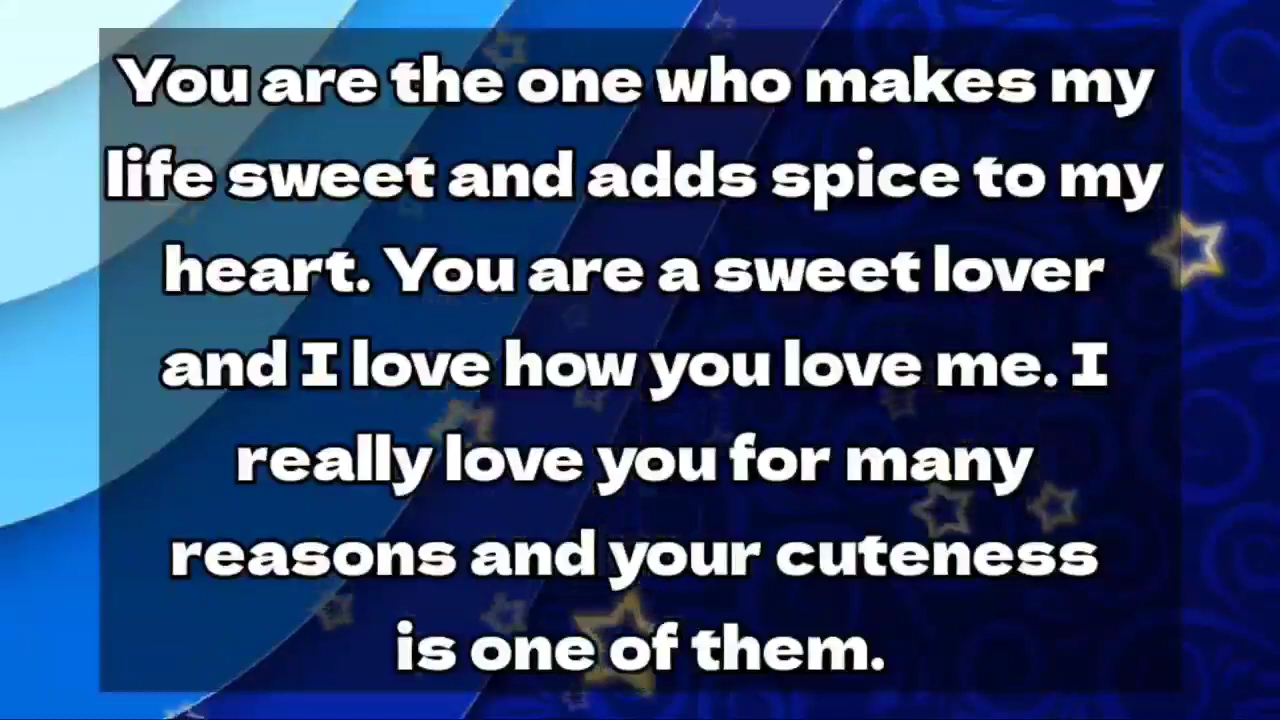 You are the one who makes my
life sweet and adds spice to my
heart. You are a sweet lover
and I love how you love me. I
really love you for many
reasons and your cuteness
is one of them.